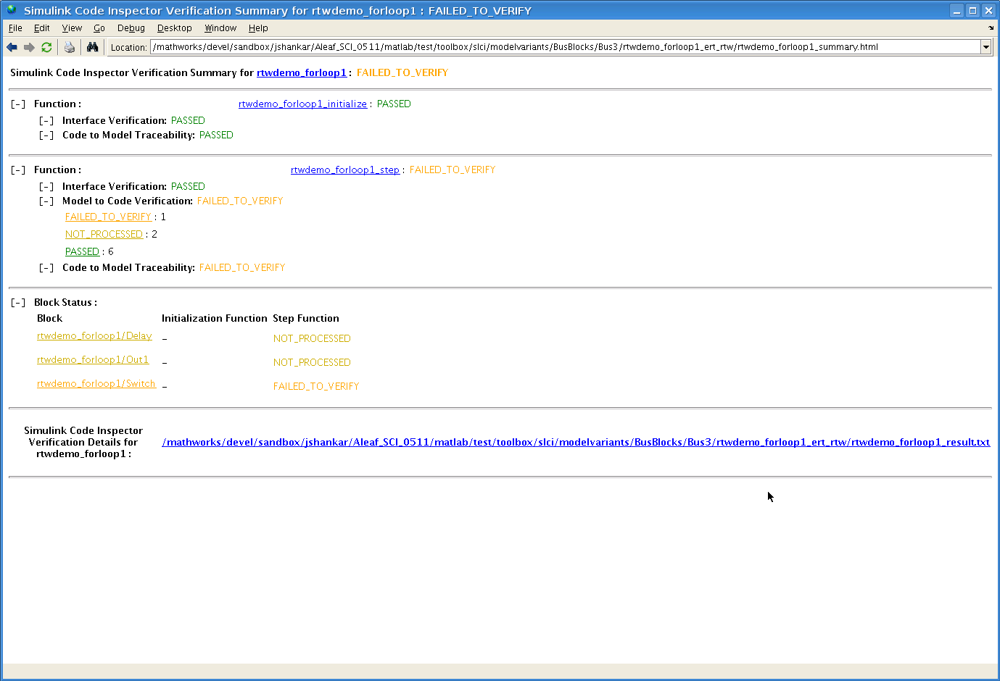 Simulink Code Inspector Verification Summary for rtwdemo_forloop1 : FAILED_TO_VERIFY
File Edit View Go Debug Desktop Window Help
Location: /mathworks/devel/sandbox/jshankar/Aleaf_SCI_0511/matlab/test/toolbox/slci/modelvariants/BusBlocks/Bus3/rtwdemo_forloop1_ert_rtw/rtwdemo_forloop1_summary.html
Simulink Code Inspector Verification Summary for rtwdemo_forloop1 : FAILED_TO_VERIFY
[-] Function : rtwdemo_forloop1_initialize : PASSED
[-] Interface Verification: PASSED
[-] Code to Model Traceability: PASSED
[-] Function : rtwdemo_forloop1_step : FAILED_TO_VERIFY
[-] Interface Verification: PASSED
[-] Model to Code Verification: FAILED_TO_VERIFY
FAILED_TO_VERIFY : 1
NOT_PROCESSED : 2
PASSED : 6
[-] Code to Model Traceability: FAILED_TO_VERIFY
[-] Block Status :
Block Initialization Function Step Function
rtwdemo_forloop1/Delay – NOT_PROCESSED
rtwdemo_forloop1/Out1 – NOT_PROCESSED
rtwdemo_forloop1/Switch – FAILED_TO_VERIFY
Simulink Code Inspector
Verification Details for
rtwdemo_forloop1 :
/mathworks/devel/sandbox/jshankar/Aleaf_SCI_0511/matlab/test/toolbox/slci/modelvariants/BusBlocks/Bus3/rtwdemo_forloop1_ert_rtw/rtwdemo_forloop1_result.txt